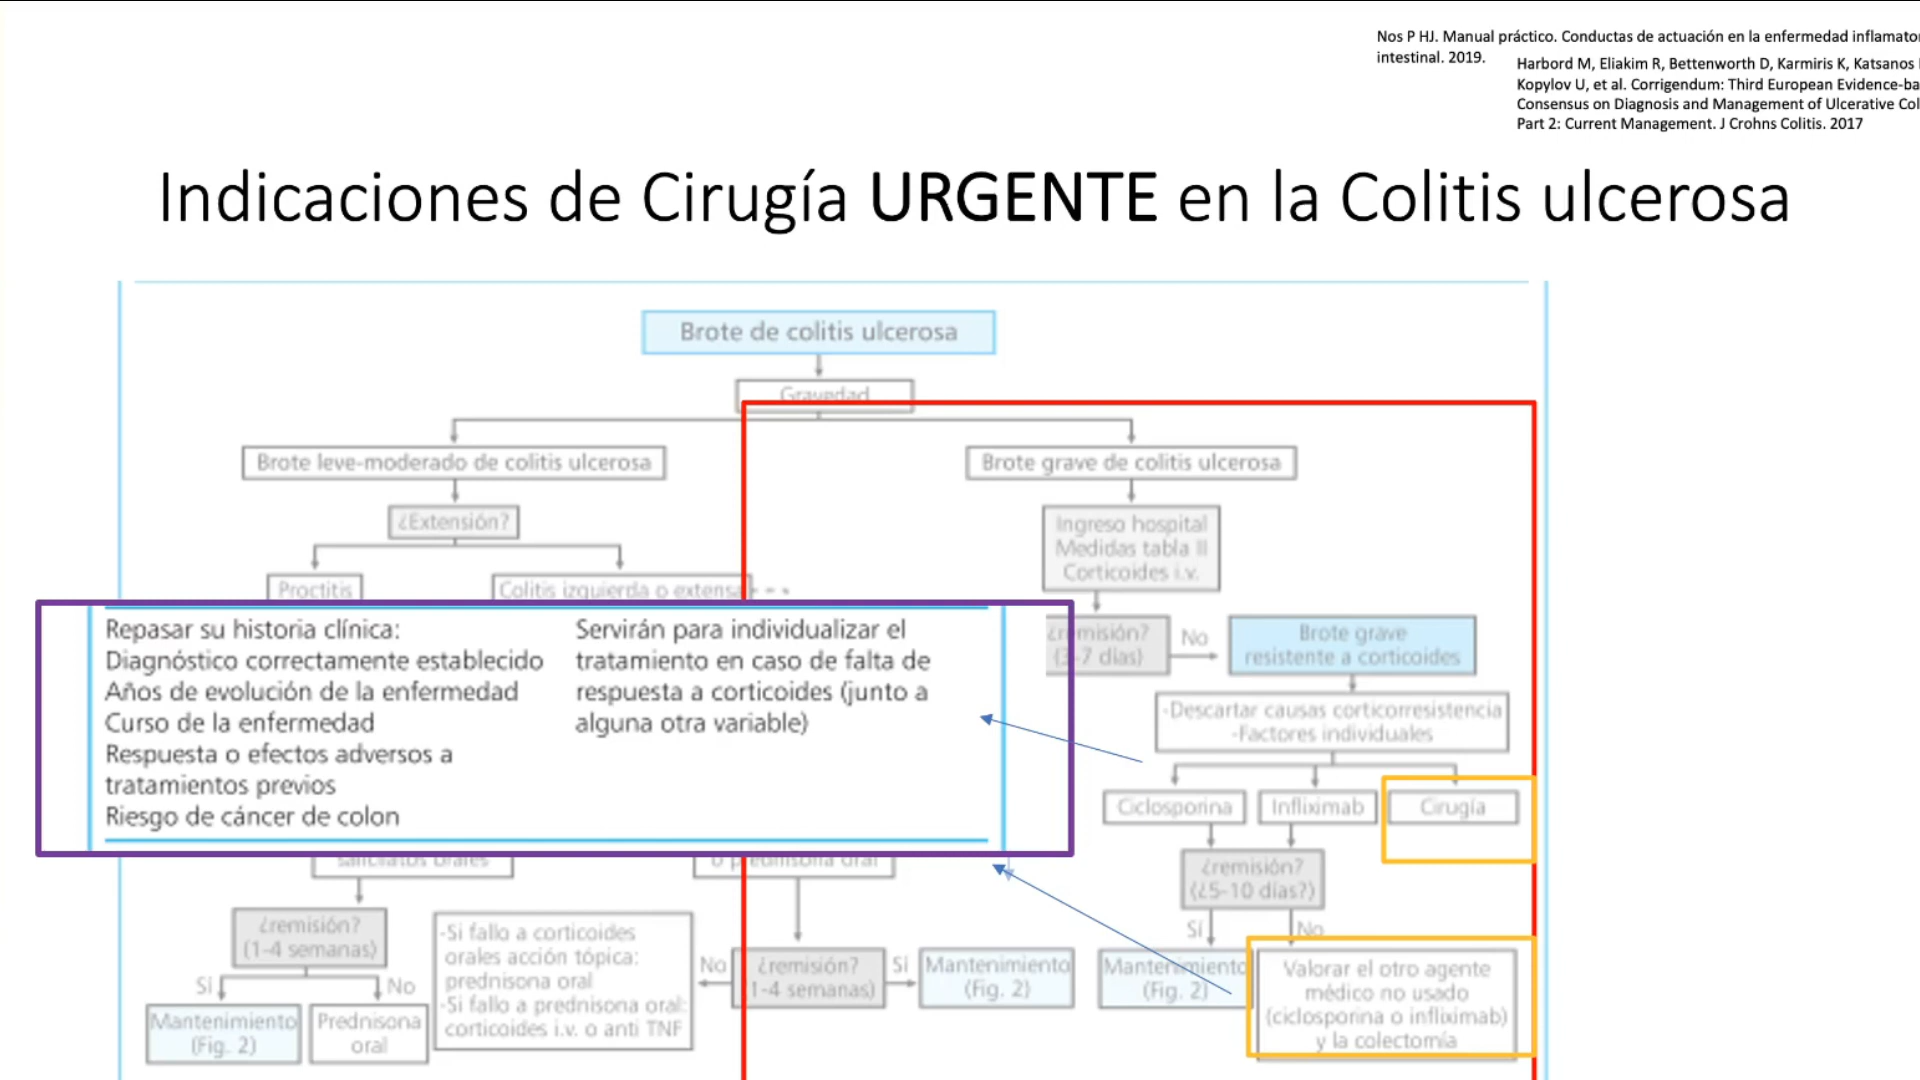 Nos P HJ. Manual práctico. Conductas de actuación en la enfermedad
intestinal. 2019.
Harbord M, Eliakim R, Bettenworth D, Karmiris K, Katsanos
Kopylov U, et al. Corrigendum: Third European
Consensus on Diagnosis and Management of Ulcerative
Part 2: Current Management. J Crohns Colitis. 2017
Indicaciones de Cirugía URGENTE en la Colitis ulcerosa
Brote de colitis ulcerosa
Gravedad
Brote leve-moderado de colitis ulcerosa
Brote grave de colitis ulcerosa
¿Extensión?
Ingreso hospital
Medidas tabla II
Corticoides i.v.
Proctitis
Colitis izquierda o extensa
Repasar su historia clínica:
Diagnóstico correctamente establecido
Años de evolución de la enfermedad
Curso de la enfermedad
Respuesta o efectos adversos a
tratamientos previos
Riesgo de cáncer de colon
Servirán para individualizar el
tratamiento en caso de falta de
respuesta a corticoides (junto a
alguna otra variable)
¿remisión?
(3-7 días)
No
Brote grave
resistente a corticoides
-Descartar causas corticorresistencia
-Factores individuales
Ciclosporina
Infliximab
Cirugía
salicilatos orales
o prednisona oral
¿remisión?
(¿5-10 días?)
Sí
No
¿remisión?
(1-4 semanas)
Sí
No
Mantenimiento
(Fig. 2)
Prednisona
oral
-Si fallo a corticoides
orales acción tópica:
prednisona oral
-Si fallo a prednisona oral:
corticoides i.v. o anti TNF
No
¿remisión?
1-4 semanas)
Sí
Mantenimiento
(Fig. 2)
Mantenimiento
(Fig. 2)
Valorar el otro agente
médico no usado
(ciclosporina o infliximab)
y la colectomía